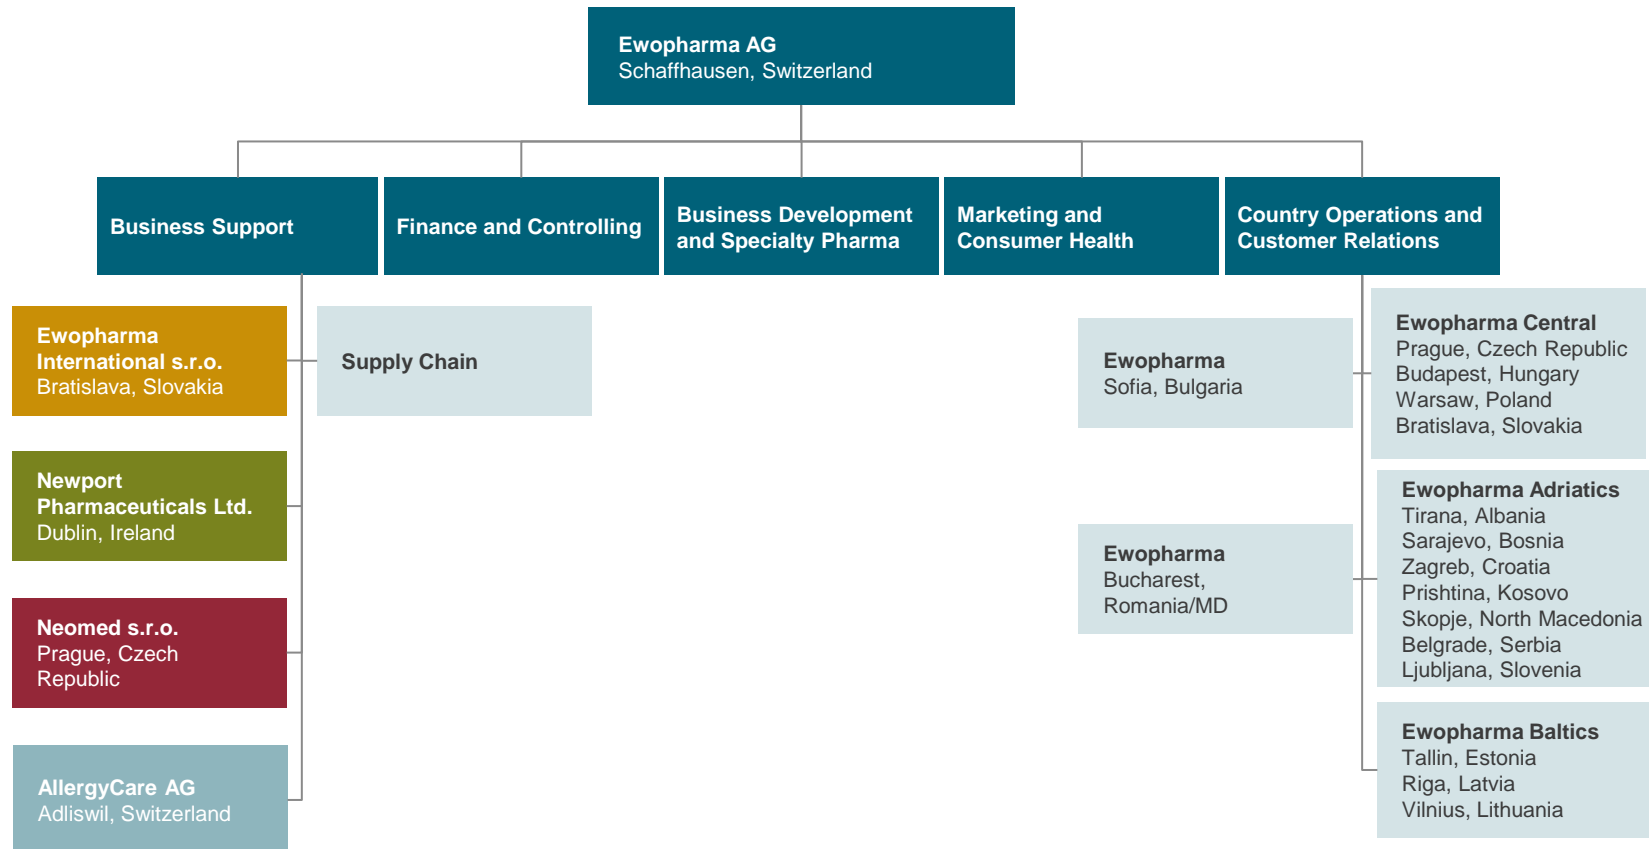 Ewopharma AG
Schaffhausen, Switzerland
Business Support
Finance and Controlling
Business Development
and Specialty Pharma
Marketing and
Consumer Health
Country Operations and
Customer Relations
Ewopharma
International s.r.o.
Bratislava, Slovakia
Supply Chain
Newport
Pharmaceuticals Ltd.
Dublin, Ireland
Neomed s.r.o.
Prague, Czech
Republic
AllergyCare AG
Adliswil, Switzerland
Ewopharma
Sofia, Bulgaria
Ewopharma
Bucharest,
Romania/MD
Ewopharma Central
Prague, Czech Republic
Budapest, Hungary
Warsaw, Poland
Bratislava, Slovakia
Ewopharma Adriatics
Tirana, Albania
Sarajevo, Bosnia
Zagreb, Croatia
Prishtina, Kosovo
Skopje, North Macedonia
Belgrade, Serbia
Ljubljana, Slovenia
Ewopharma Baltics
Tallin, Estonia
Riga, Latvia
Vilnius, Lithuania